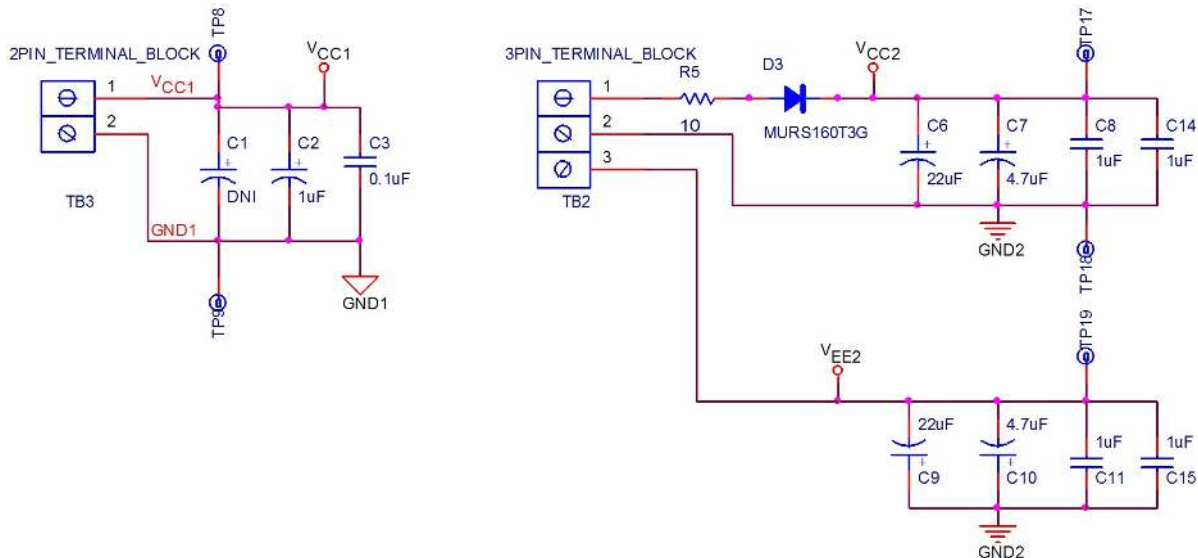 TP8
2PIN_TERMINAL_BLOCK
VCC1
1
VCC1
2
C1
C2
C3
+
+
0.1uF
DNI
1uF
TB3
GND1
GND1
TP9
TP17
3PIN_TERMINAL_BLOCK
VCC2
R5
D3
1
10
MURS160T3G
2
3
C6
C7
C8
C14
+
+
1uF
1uF
22uF
4.7uF
TB2
GND2
TP18
TP19
VEE2
22uF
4.7uF
1uF
1uF
+
+
C9
C10
C11
C15
GND2